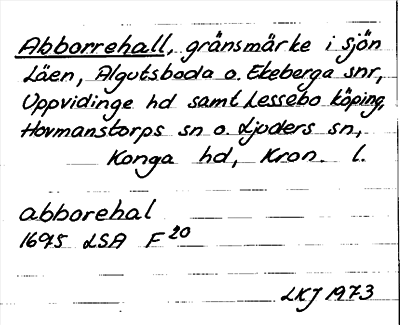 Abborrehall, gränsmärke i sjön
Läen, Algutsboda o. Ekeberga snr,
Uppvidinge hd samt Lessebo köping,
Hovmanstorps sn o. Ljuders sn,
Konga hd, Kron. l.
abborehal
1695 LSA F 20
LKJ 1973